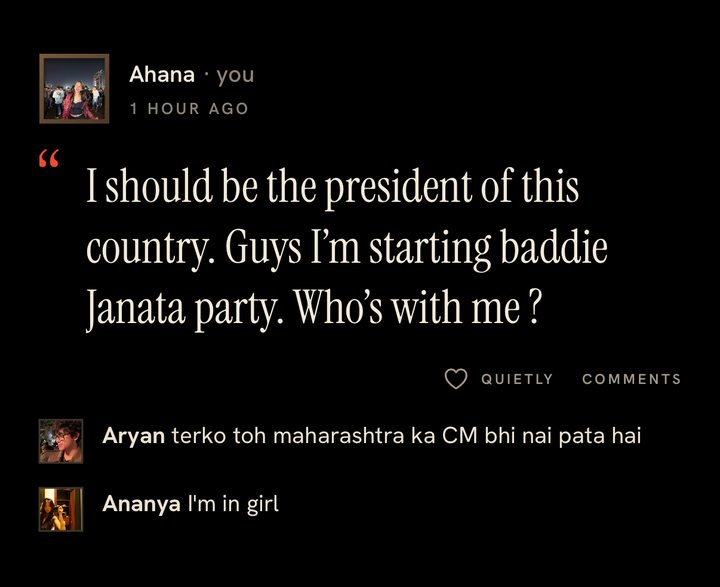 Ahana · you
1 HOUR AGO
“ I should be the president of this
country. Guys I’m starting baddie
Janata party. Who’s with me ?
QUIETLY COMMENTS
Aryan terko toh maharashtra ka CM bhi nai pata hai
Ananya I'm in girl